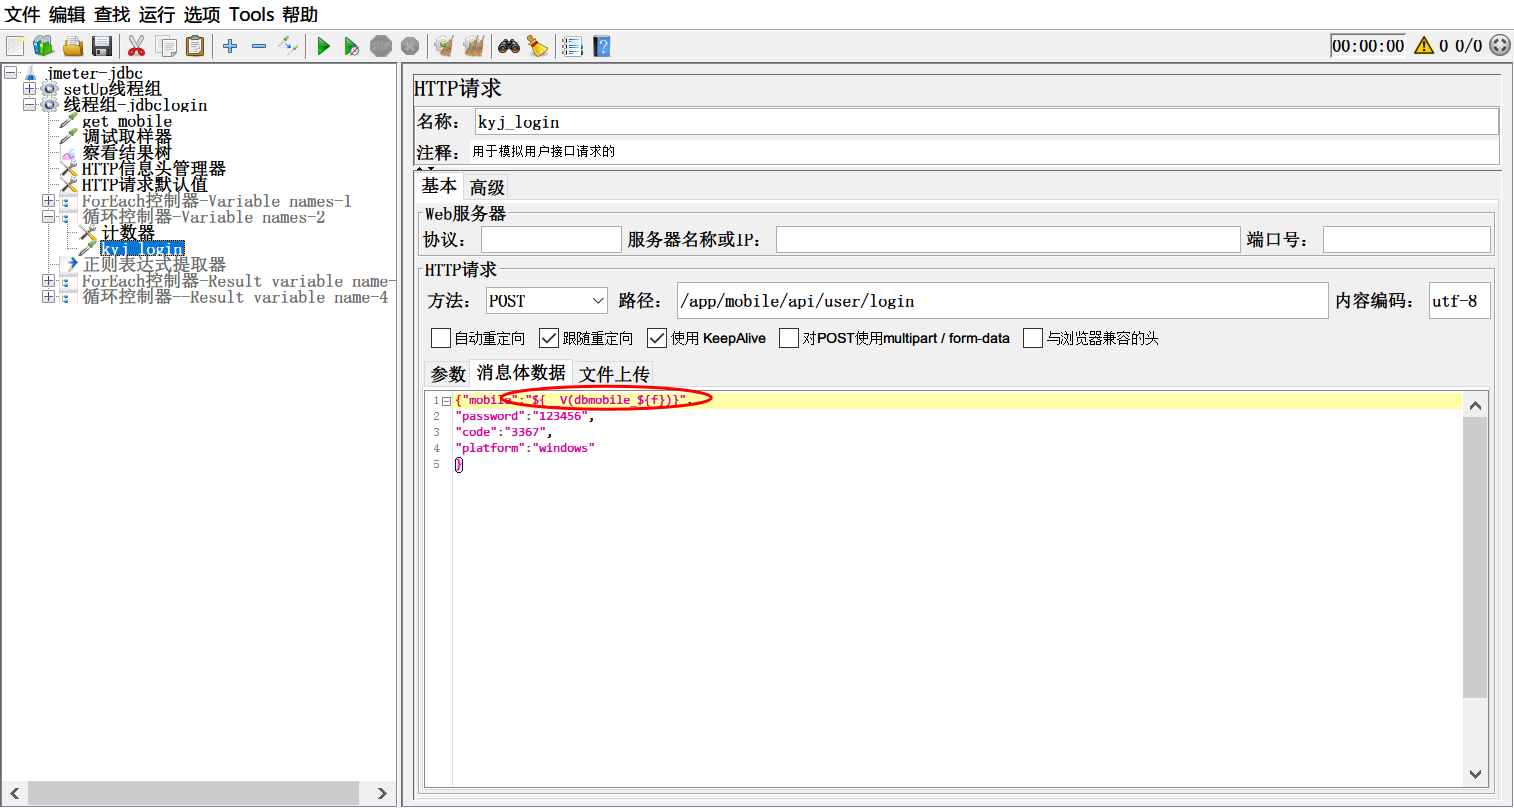 文件 编辑 查找 运行 选项 Tools 帮助
STOP
00:00:00 0 0/0
jmeter-jdbc
setUp线程组
线程组-jdbclogin
get mobile
调试取样器
察看结果树
HTTP信息头管理器
HTTP请求默认值
ForEach控制器-Variable names-1
循环控制器-Variable names-2
计数器
kyj_login
正则表达式提取器
ForEach控制器-Result variable name-
循环控制器--Result variable name-4
HTTP请求
名称： kyj_login
注释： 用于模拟用户接口请求的
基本 高级
Web服务器
协议： 服务器名称或IP： 端口号：
HTTP请求
方法： POST 路径： /app/mobile/api/user/login 内容编码： utf-8
自动重定向 跟随重定向 使用 KeepAlive 对POST使用multipart / form-data 与浏览器兼容的头
参数 消息体数据 文件上传
1 {"mobile":"${__V(dbmobile_${f})}",
2 "password":"123456",
3 "code":"3367",
4 "platform":"windows"
5 }